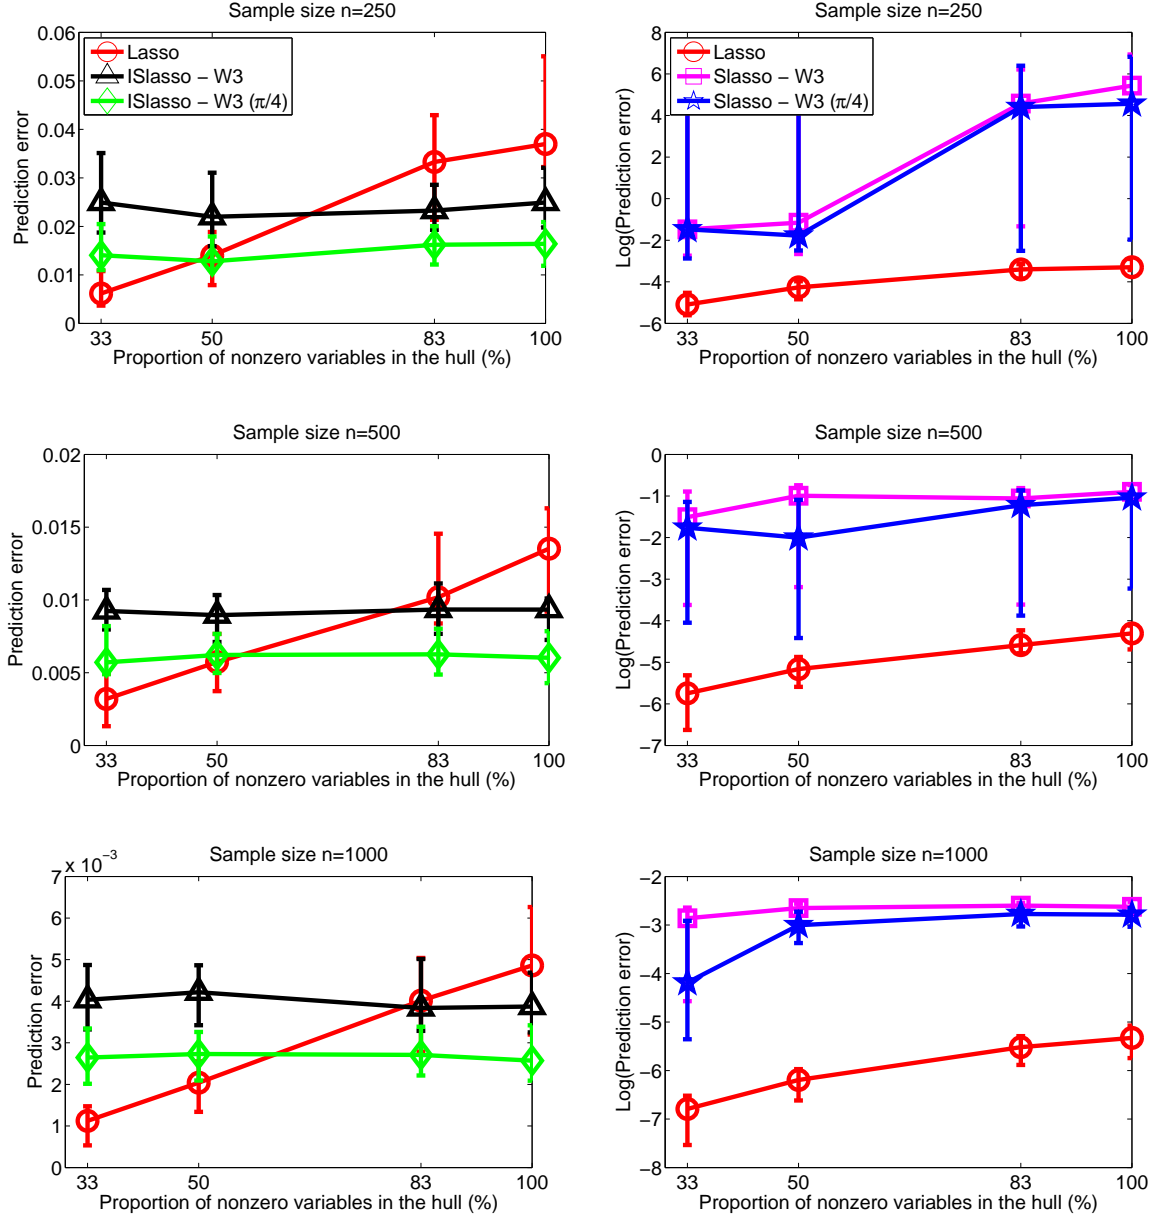 Sample size n=250
Prediction error
0.06
0.05
0.04
0.03
0.02
0.01
0
Lasso
ISlasso − W3
ISlasso − W3 (π/4)
33 50 83 100
Proportion of nonzero variables in the hull (%)
Sample size n=250
Log(Prediction error)
8
6
4
2
0
−2
−4
−6
Lasso
Slasso − W3
Slasso − W3 (π/4)
33 50 83 100
Proportion of nonzero variables in the hull (%)
Sample size n=500
Prediction error
0.02
0.015
0.01
0.005
0
33 50 83 100
Proportion of nonzero variables in the hull (%)
Sample size n=500
Log(Prediction error)
0
−1
−2
−3
−4
−5
−6
−7
33 50 83 100
Proportion of nonzero variables in the hull (%)
Sample size n=1000
x 10−3
Prediction error
7
6
5
4
3
2
1
0
33 50 83 100
Proportion of nonzero variables in the hull (%)
Sample size n=1000
Log(Prediction error)
−2
−3
−4
−5
−6
−7
−8
33 50 83 100
Proportion of nonzero variables in the hull (%)